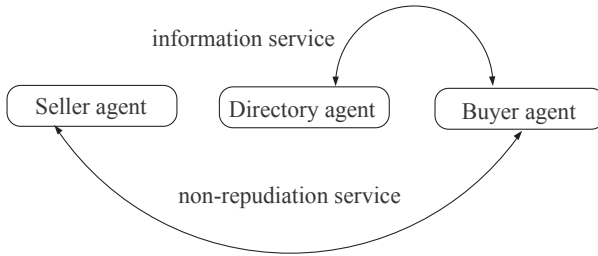 information service
Seller agent
Directory agent
Buyer agent
non-repudiation service